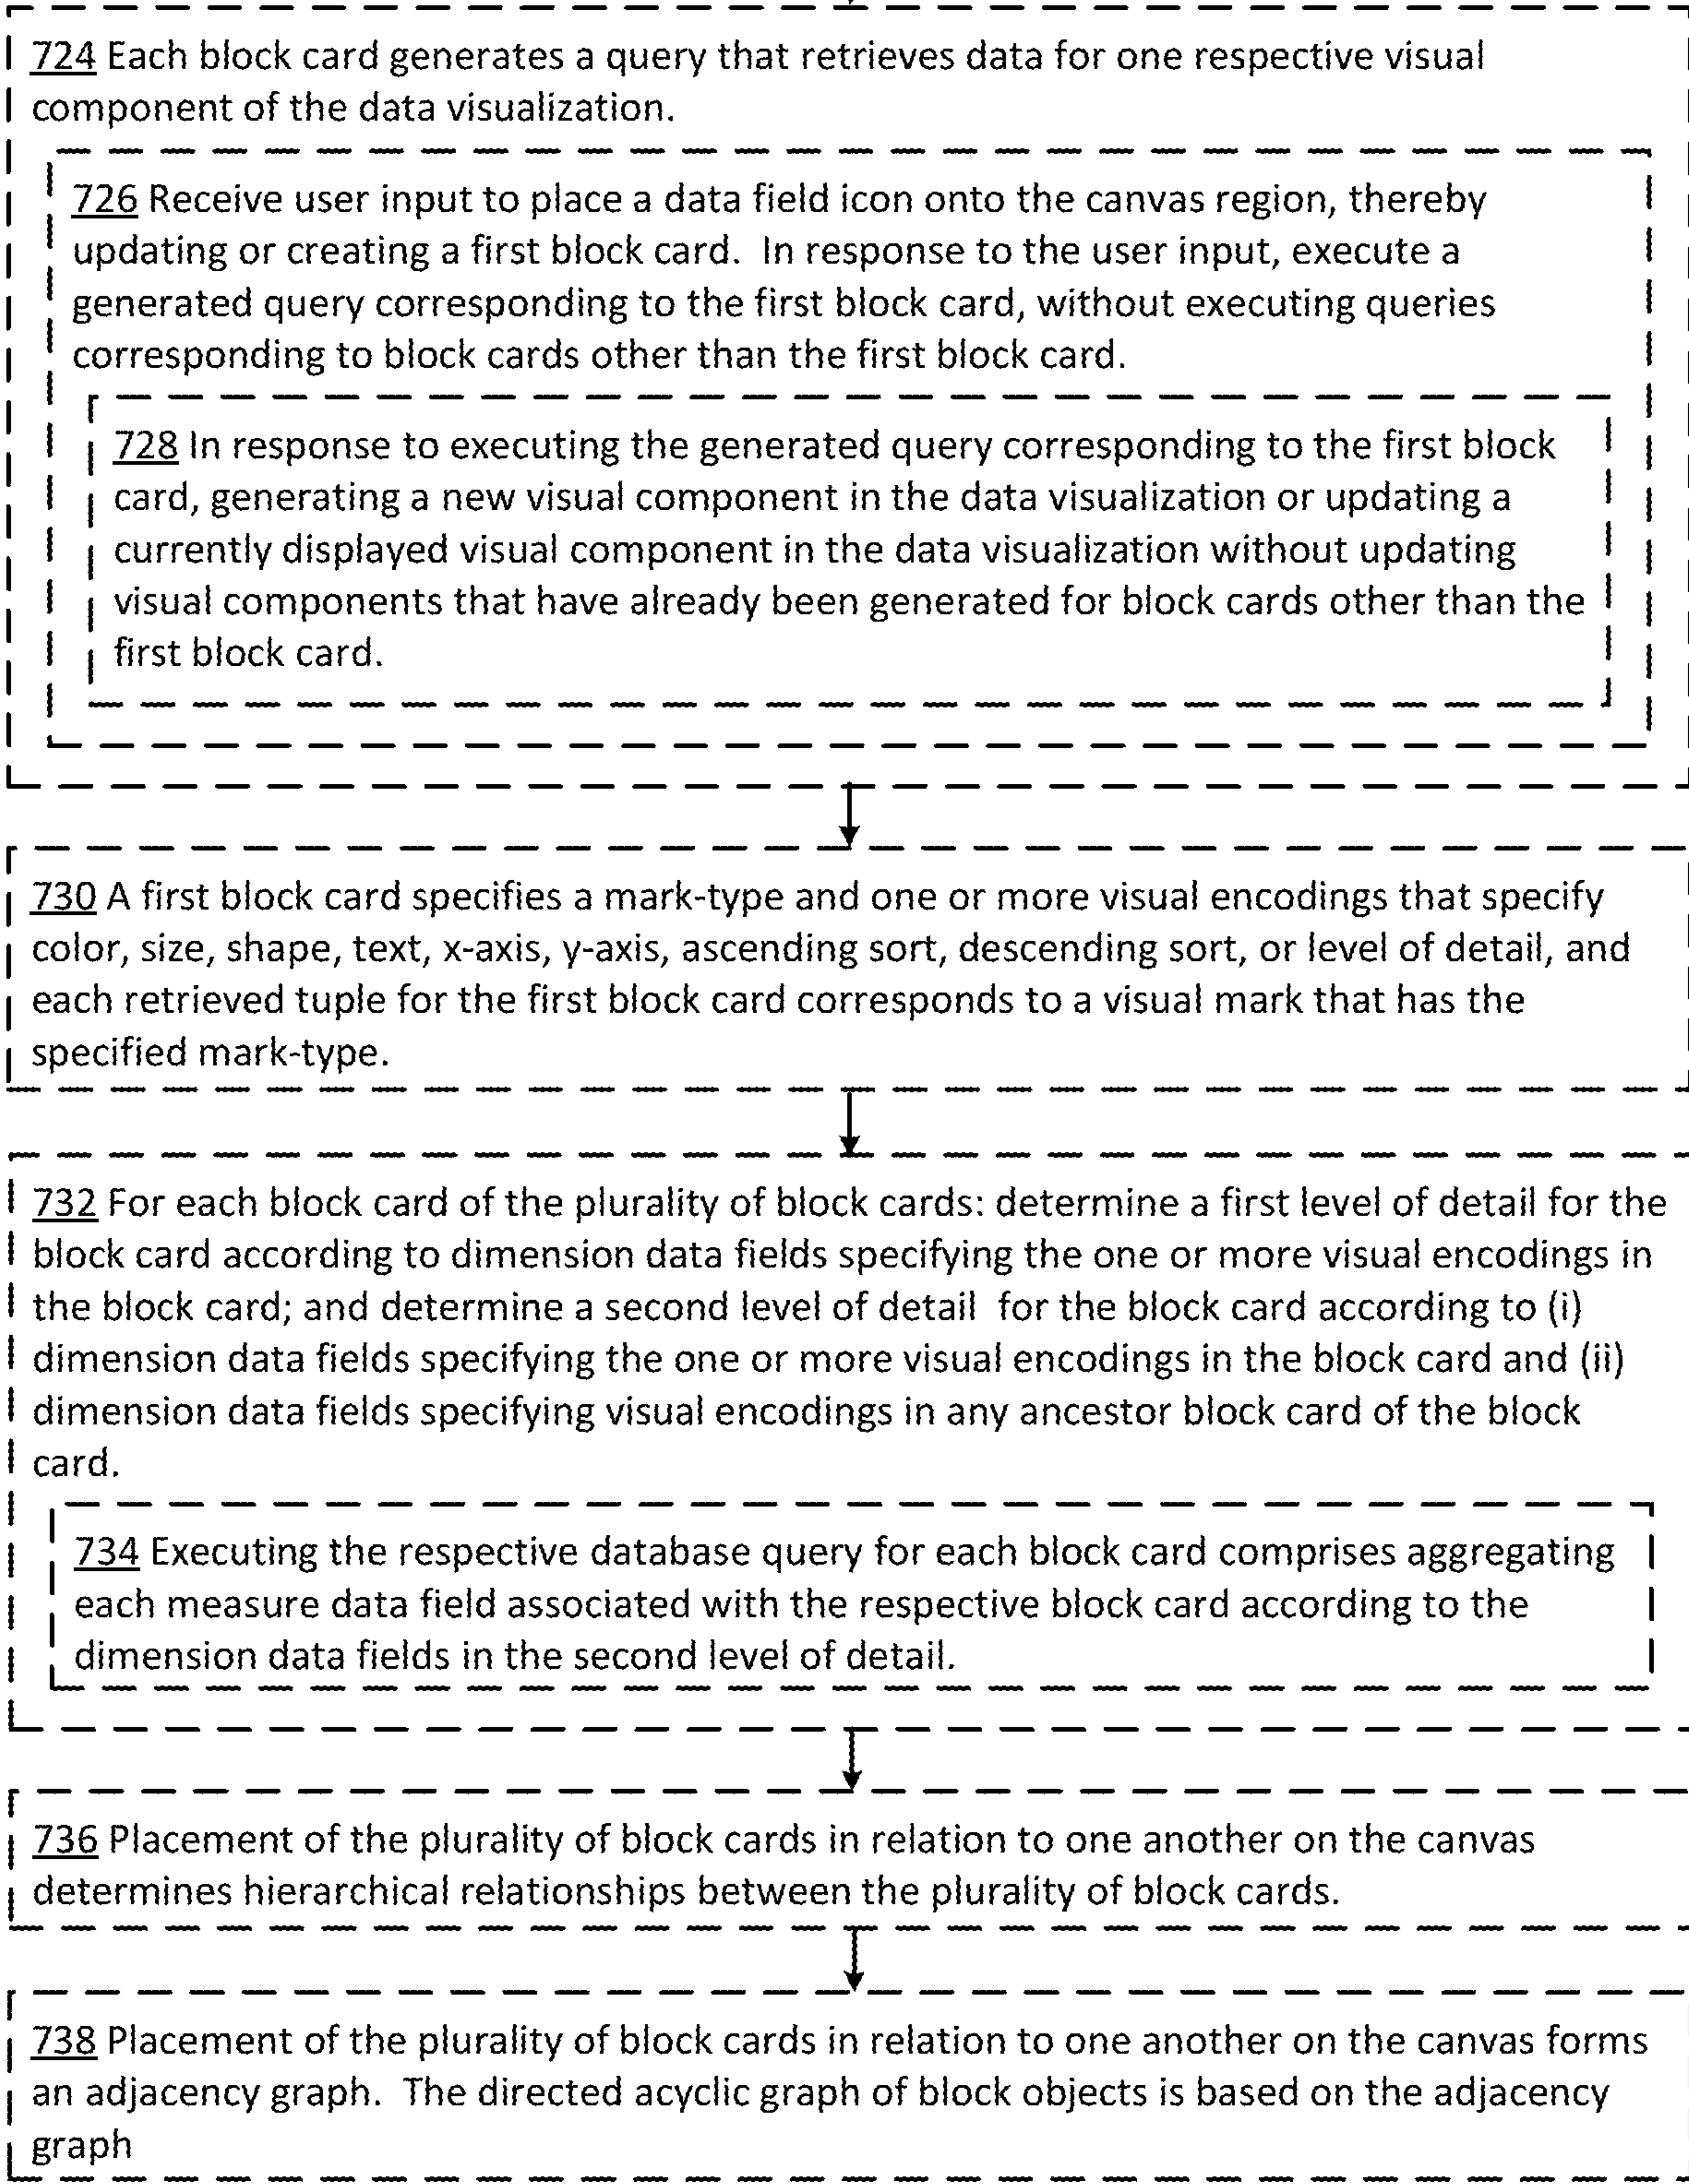 724 Each block card generates a query that retrieves data for one respective visual
component of the data visualization.
726 Receive user input to place a data field icon onto the canvas region, thereby
updating or creating a first block card.  In response to the user input, execute a
generated query corresponding to the first block card, without executing queries
corresponding to block cards other than the first block card.
728 In response to executing the generated query corresponding to the first block
card, generating a new visual component in the data visualization or updating a
currently displayed visual component in the data visualization without updating
visual components that have already been generated for block cards other than the
first block card.
730 A first block card specifies a mark-type and one or more visual encodings that specify
color, size, shape, text, x-axis, y-axis, ascending sort, descending sort, or level of detail, and
each retrieved tuple for the first block card corresponds to a visual mark that has the
specified mark-type.
732 For each block card of the plurality of block cards: determine a first level of detail for the
block card according to dimension data fields specifying the one or more visual encodings in
the block card; and determine a second level of detail  for the block card according to (i)
dimension data fields specifying the one or more visual encodings in the block card and (ii)
dimension data fields specifying visual encodings in any ancestor block card of the block
card.
734 Executing the respective database query for each block card comprises aggregating
each measure data field associated with the respective block card according to the
dimension data fields in the second level of detail.
736 Placement of the plurality of block cards in relation to one another on the canvas
determines hierarchical relationships between the plurality of block cards.
738 Placement of the plurality of block cards in relation to one another on the canvas forms
an adjacency graph.  The directed acyclic graph of block objects is based on the adjacency
graph